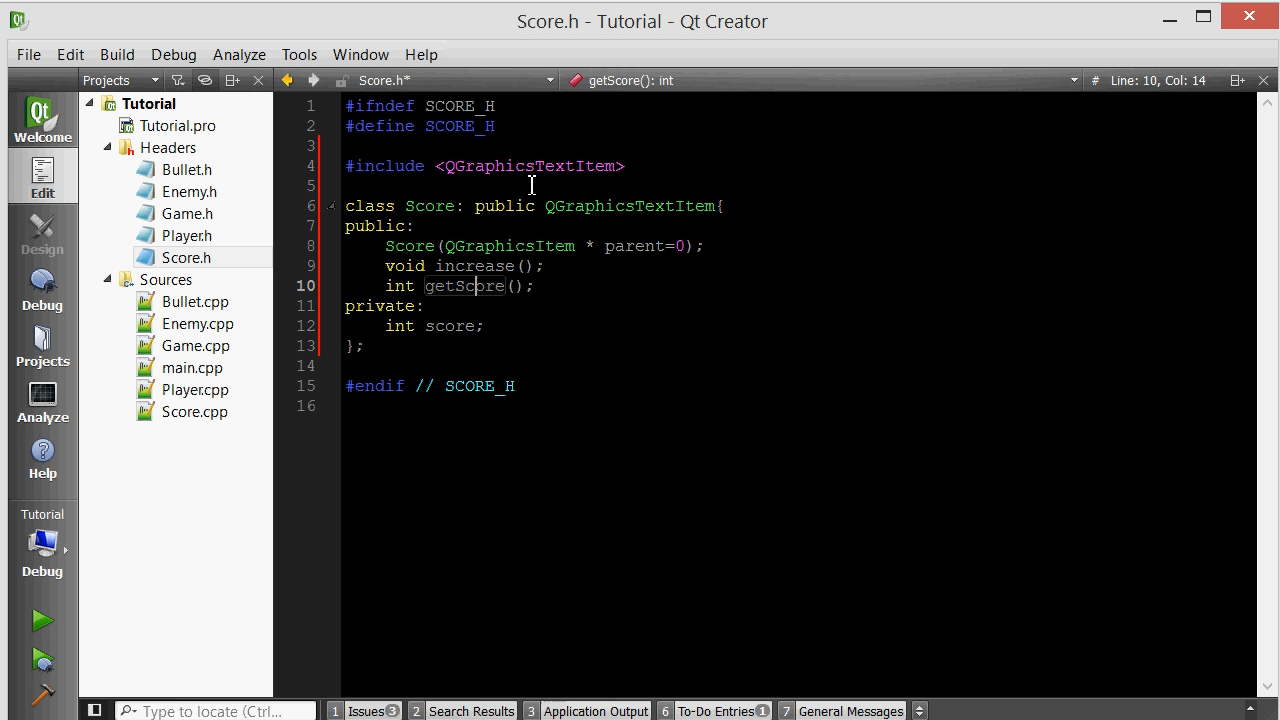 Score.h - Tutorial - Qt Creator
File Edit Build Debug Analyze Tools Window Help
Projects Score.h* getScore(): int # Line: 10, Col: 14
Qt
Welcome
Edit
Design
Debug
Projects
Analyze
Help
Tutorial
Debug
Tutorial
Tutorial.pro
Headers
Bullet.h
Enemy.h
Game.h
Player.h
Score.h
Sources
Bullet.cpp
Enemy.cpp
Game.cpp
main.cpp
Player.cpp
Score.cpp
1 #ifndef SCORE_H
2 #define SCORE_H
3
4 #include <QGraphicsTextItem>
5
6 class Score: public QGraphicsTextItem{
7 public:
8 Score(QGraphicsItem * parent=0);
9 void increase();
10 int getScore();
11 private:
12 int score;
13 };
14
15 #endif // SCORE_H
16
Type to locate (Ctrl... 1 Issues 3 2 Search Results 3 Application Output 6 To-Do Entries 1 7 General Messages